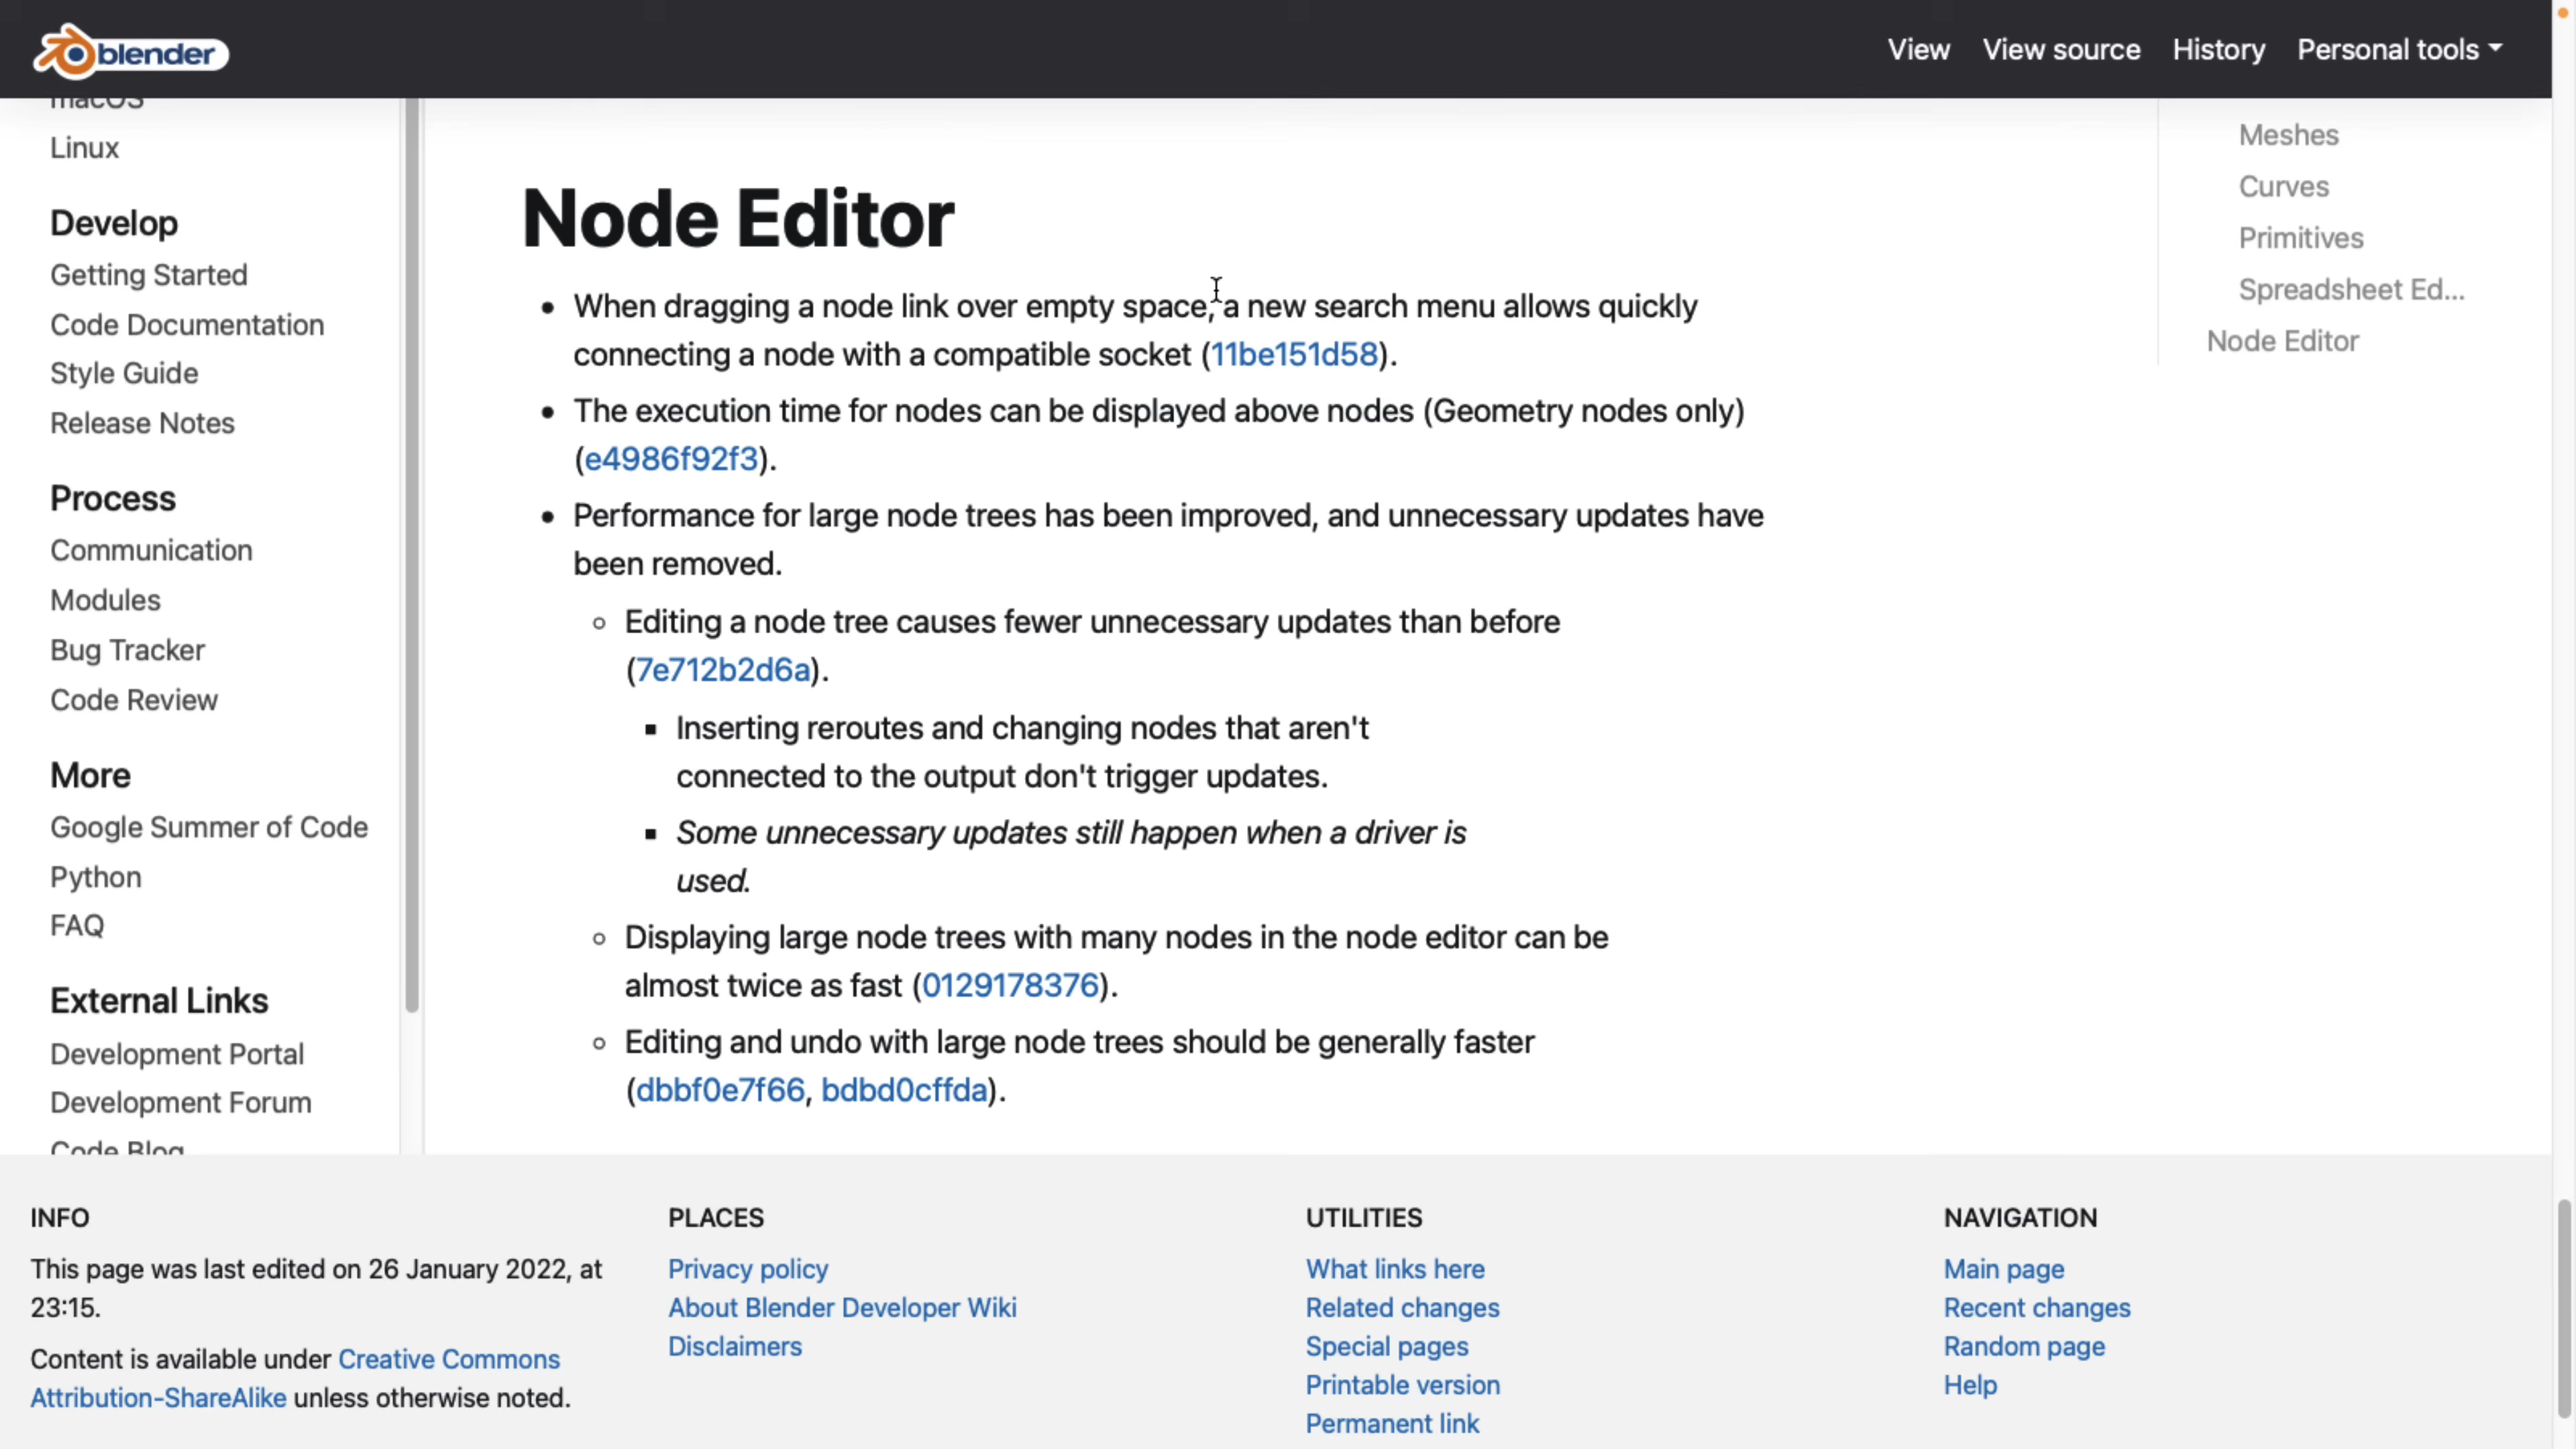 blender
View
View source
History
Personal tools
macOS
Linux
Develop
Getting Started
Code Documentation
Style Guide
Release Notes
Process
Communication
Modules
Bug Tracker
Code Review
More
Google Summer of Code
Python
FAQ
External Links
Development Portal
Development Forum
Code Blog
Node Editor
When dragging a node link over empty space, a new search menu allows quickly
connecting a node with a compatible socket (11be151d58).
The execution time for nodes can be displayed above nodes (Geometry nodes only)
(e4986f92f3).
Performance for large node trees has been improved, and unnecessary updates have
been removed.
Editing a node tree causes fewer unnecessary updates than before
(7e712b2d6a).
Inserting reroutes and changing nodes that aren't
connected to the output don't trigger updates.
Some unnecessary updates still happen when a driver is
used.
Displaying large node trees with many nodes in the node editor can be
almost twice as fast (0129178376).
Editing and undo with large node trees should be generally faster
(dbbf0e7f66, bdbd0cffda).
Meshes
Curves
Primitives
Spreadsheet Ed...
Node Editor
INFO
This page was last edited on 26 January 2022, at
23:15.
Content is available under Creative Commons
Attribution-ShareAlike unless otherwise noted.
PLACES
Privacy policy
About Blender Developer Wiki
Disclaimers
UTILITIES
What links here
Related changes
Special pages
Printable version
Permanent link
NAVIGATION
Main page
Recent changes
Random page
Help